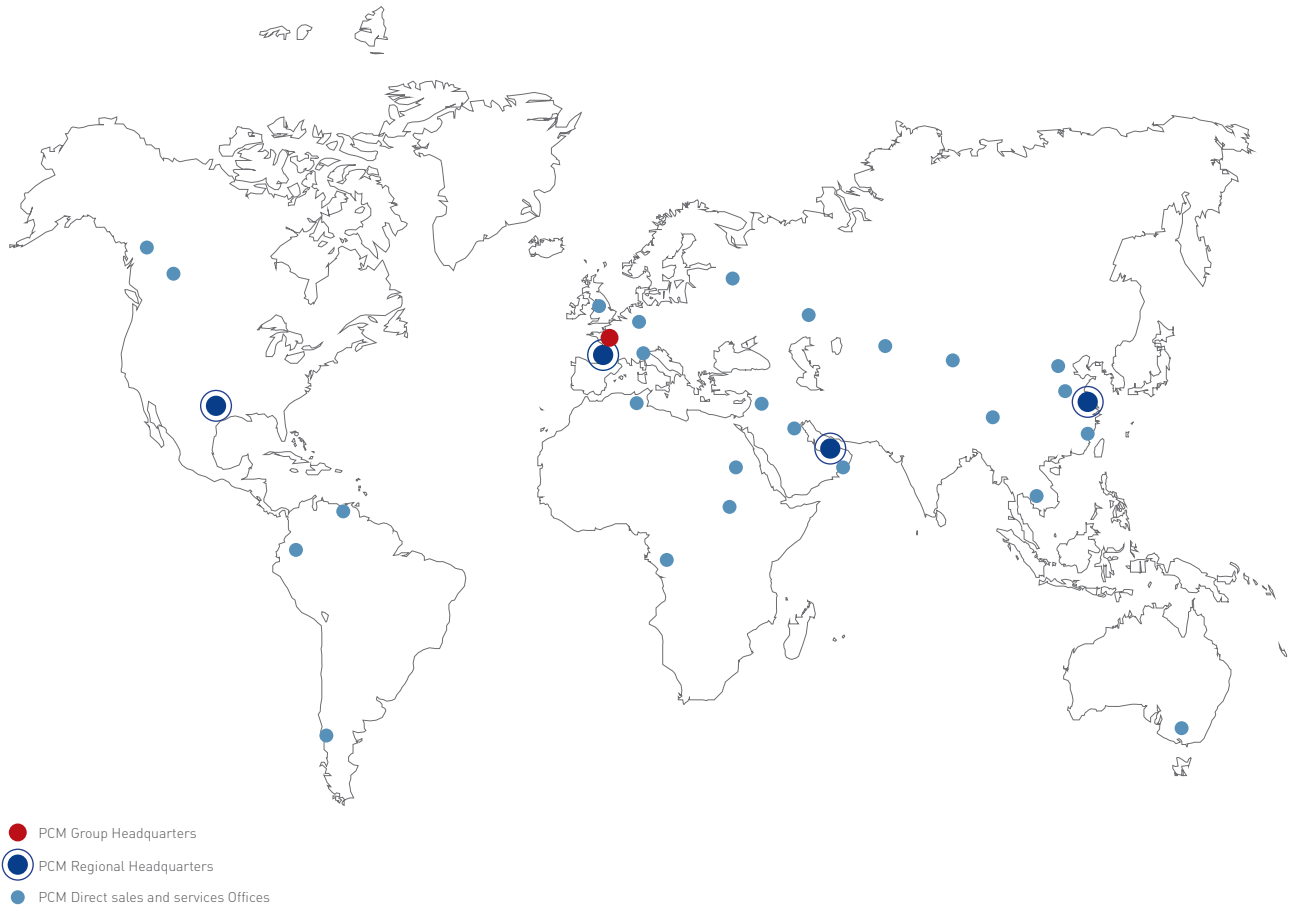 PCM Group Headquarters
PCM Regional Headquarters
PCM Direct sales and services Offices